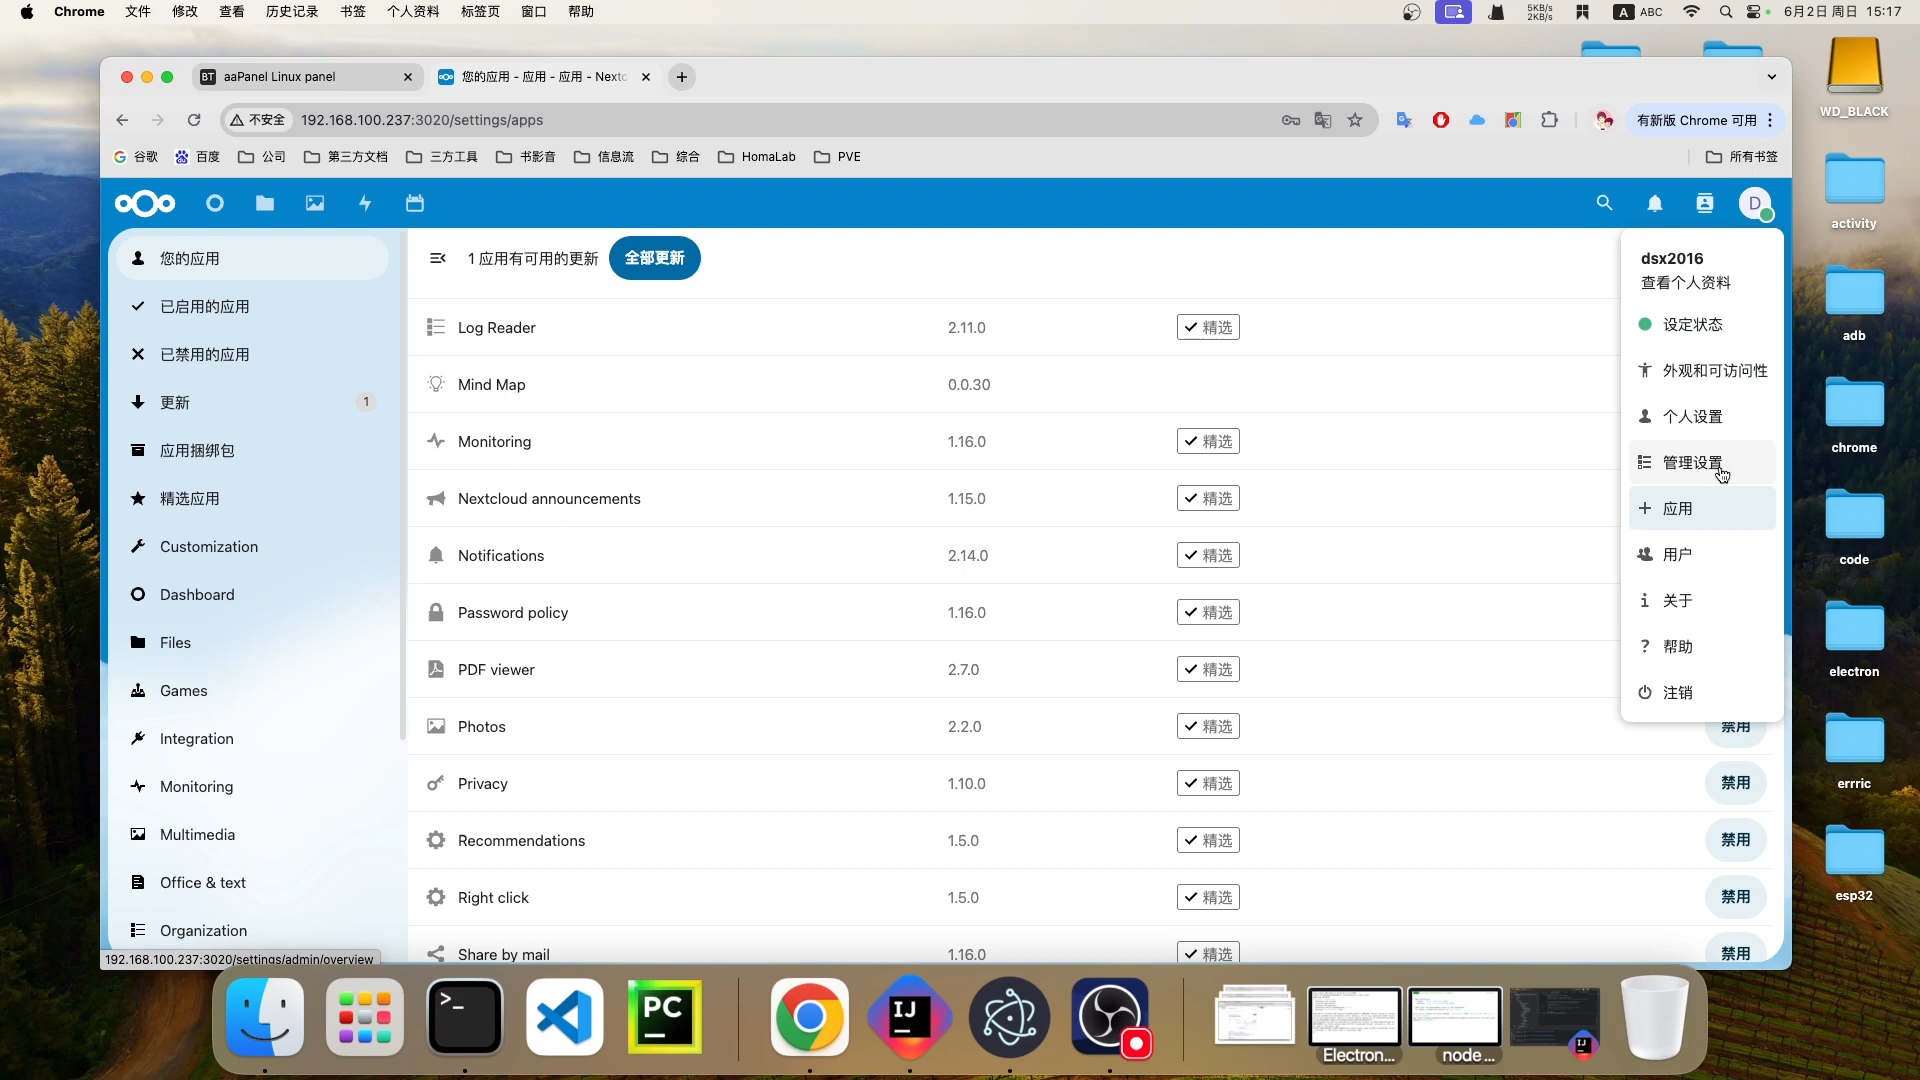 Chrome 文件 修改 查看 历史记录 书签 个人资料 标签页 窗口 帮助
5KB/s
2KB/s
A ABC
6月2日 周日 15:17
BT aaPanel Linux panel
您的应用 - 应用 - 应用 - Nextc
不安全 192.168.100.237:3020/settings/apps
有新版 Chrome 可用
谷歌 百度 公司 第三方文档 三方工具 书影音 信息流 综合 HomaLab PVE 所有书签
D
您的应用
已启用的应用
已禁用的应用
更新 1
应用捆绑包
精选应用
Customization
Dashboard
Files
Games
Integration
Monitoring
Multimedia
Office & text
Organization
192.168.100.237:3020/settings/admin/overview
1 应用有可用的更新 全部更新
Log Reader 2.11.0 精选
Mind Map 0.0.30
Monitoring 1.16.0 精选
Nextcloud announcements 1.15.0 精选
Notifications 2.14.0 精选
Password policy 1.16.0 精选
PDF viewer 2.7.0 精选
Photos 2.2.0 精选 禁用
Privacy 1.10.0 精选 禁用
Recommendations 1.5.0 精选 禁用
Right click 1.5.0 精选 禁用
Share by mail 1.16.0 精选 禁用
dsx2016
查看个人资料
设定状态
外观和可访问性
个人设置
管理设置
应用
用户
关于
帮助
注销
WD_BLACK
activity
adb
chrome
code
electron
errric
esp32
PC
IJ
Electron...
node ...
IJ